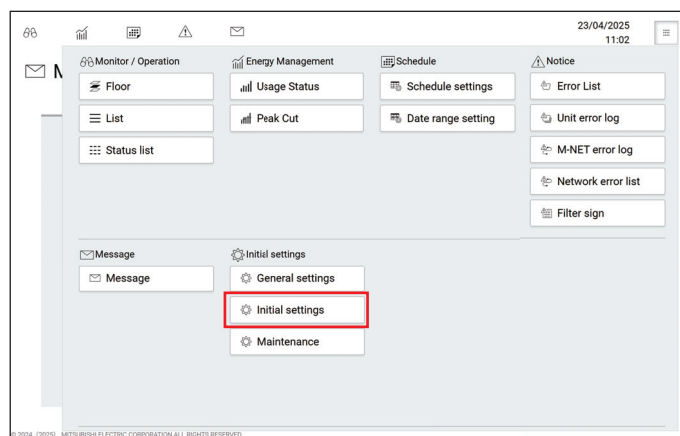 23/04/2025
11:02
M
Monitor / Operation
Floor
List
Status list
Energy Management
Usage Status
Peak Cut
Schedule
Schedule settings
Date range setting
Notice
Error List
Unit error log
M-NET error log
Network error list
Filter sign
Message
Message
Initial settings
General settings
Initial settings
Maintenance
© 2024 (2025) MITSUBISHI ELECTRIC CORPORATION ALL RIGHTS RESERVED